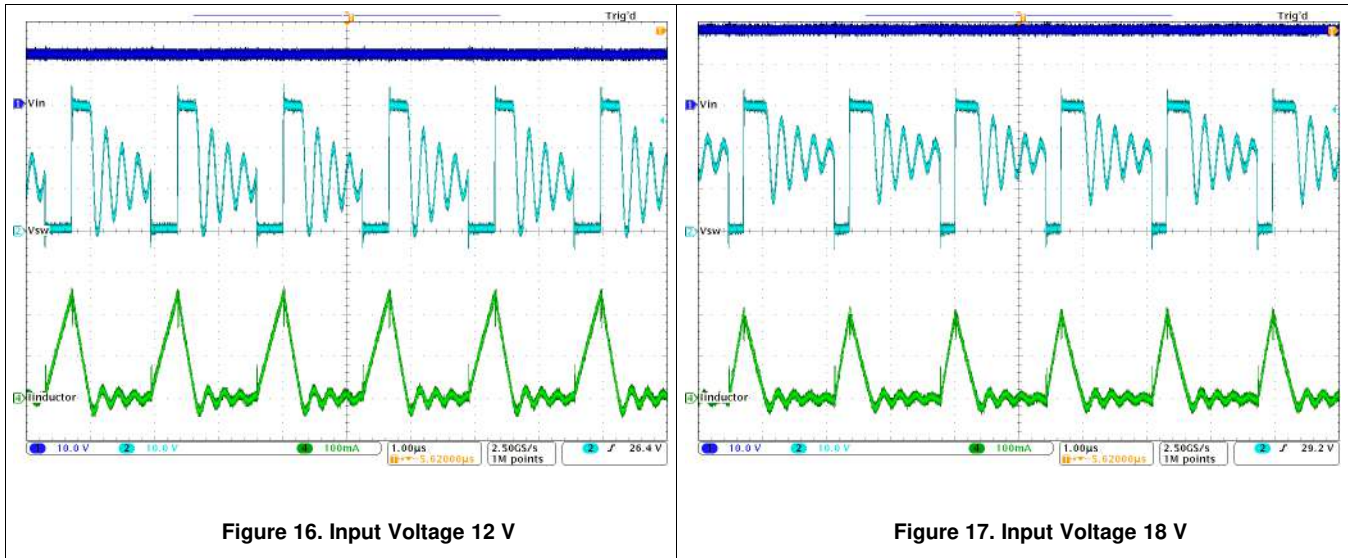 Trig'd
1 Vin
2 Vsw
4 Iinductor
1 10.0 V 2 10.0 V 4 100mA 1.00µs 2.50GS/s 2 26.4 V
-5.62000µs 1M points
Figure 16. Input Voltage 12 V
Trig'd
1 Vin
2 Vsw
4 Iinductor
1 10.0 V 2 10.0 V 4 100mA 1.00µs 2.50GS/s 2 29.2 V
-5.62000µs 1M points
Figure 17. Input Voltage 18 V